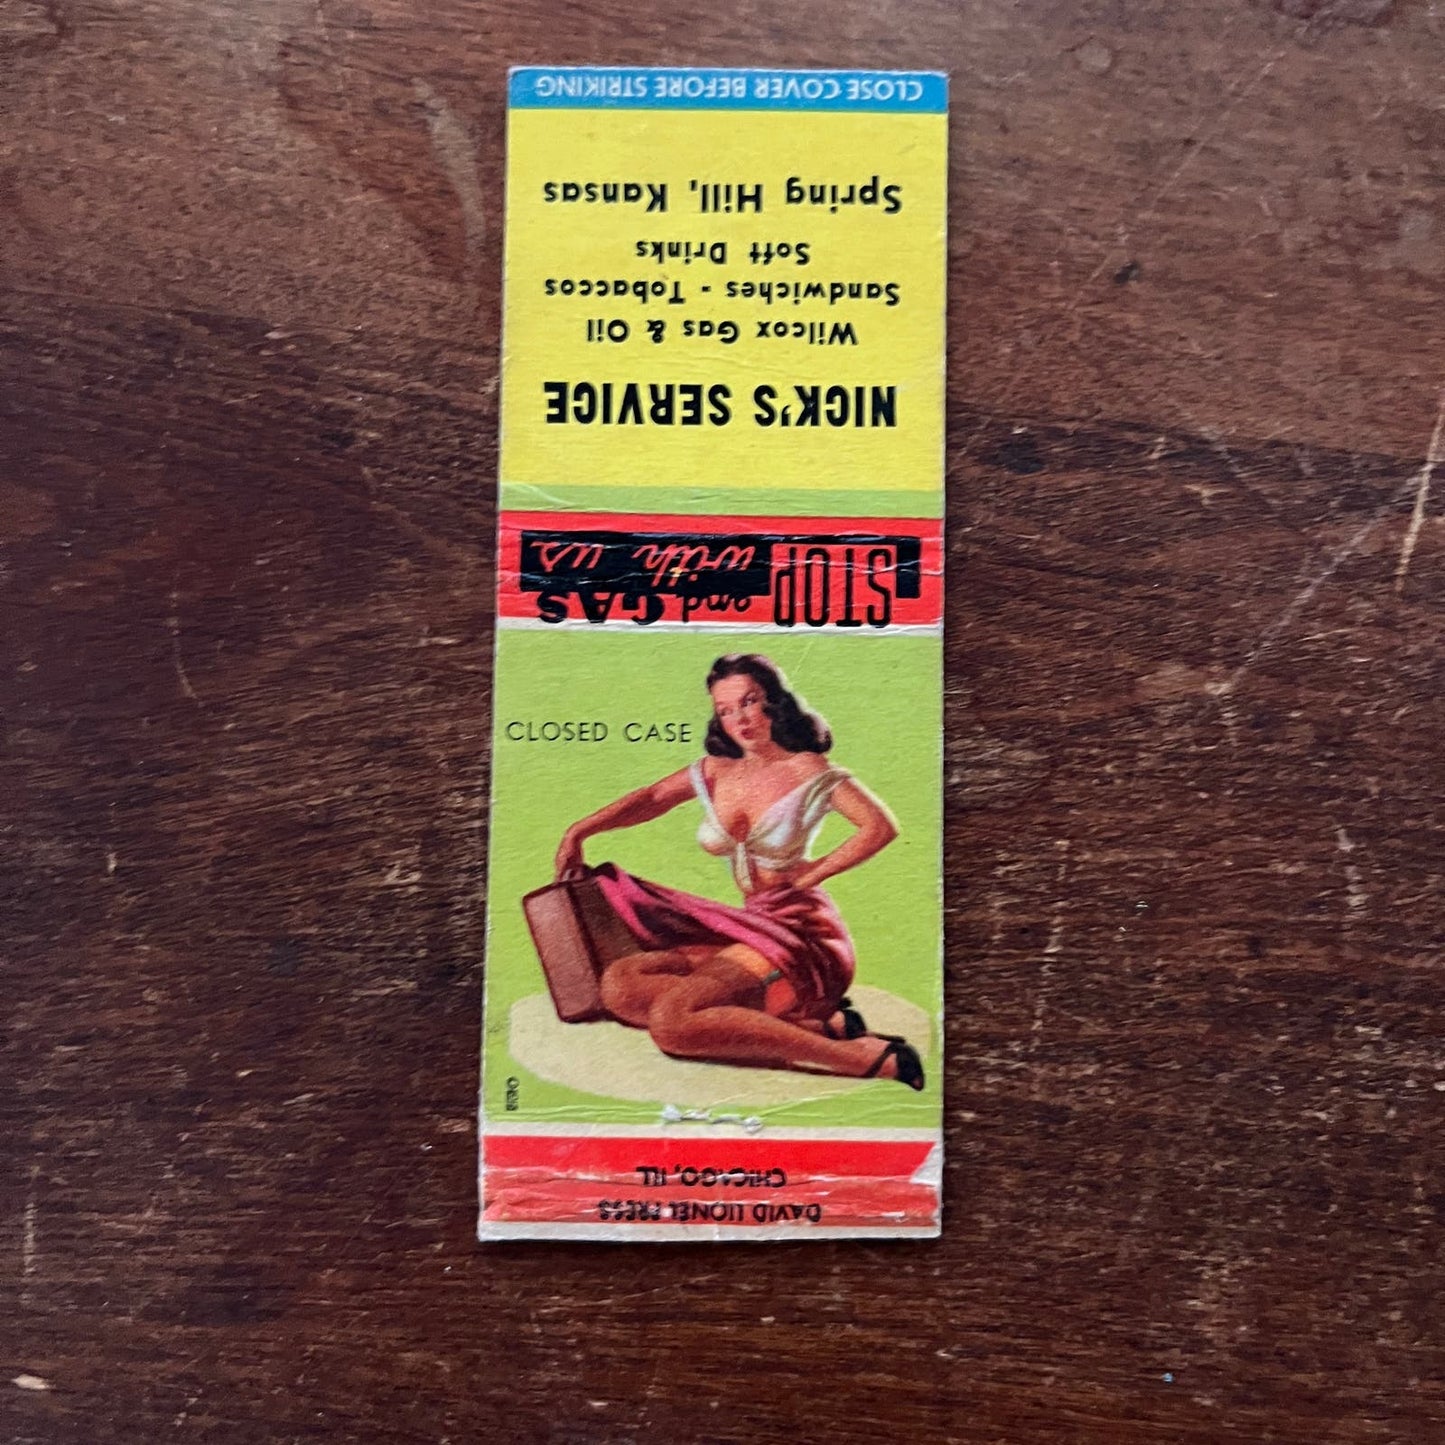 CLOSE COVER BEFORE STRIKING
NICK'S SERVICE
Wilcox Gas & Oil
Sandwiches - Tobaccos
Soft Drinks
Spring Hill, Kansas
STOP and GAS
with us
CLOSED CASE
DAVID LIONEL PRESS
CHICAGO, ILL